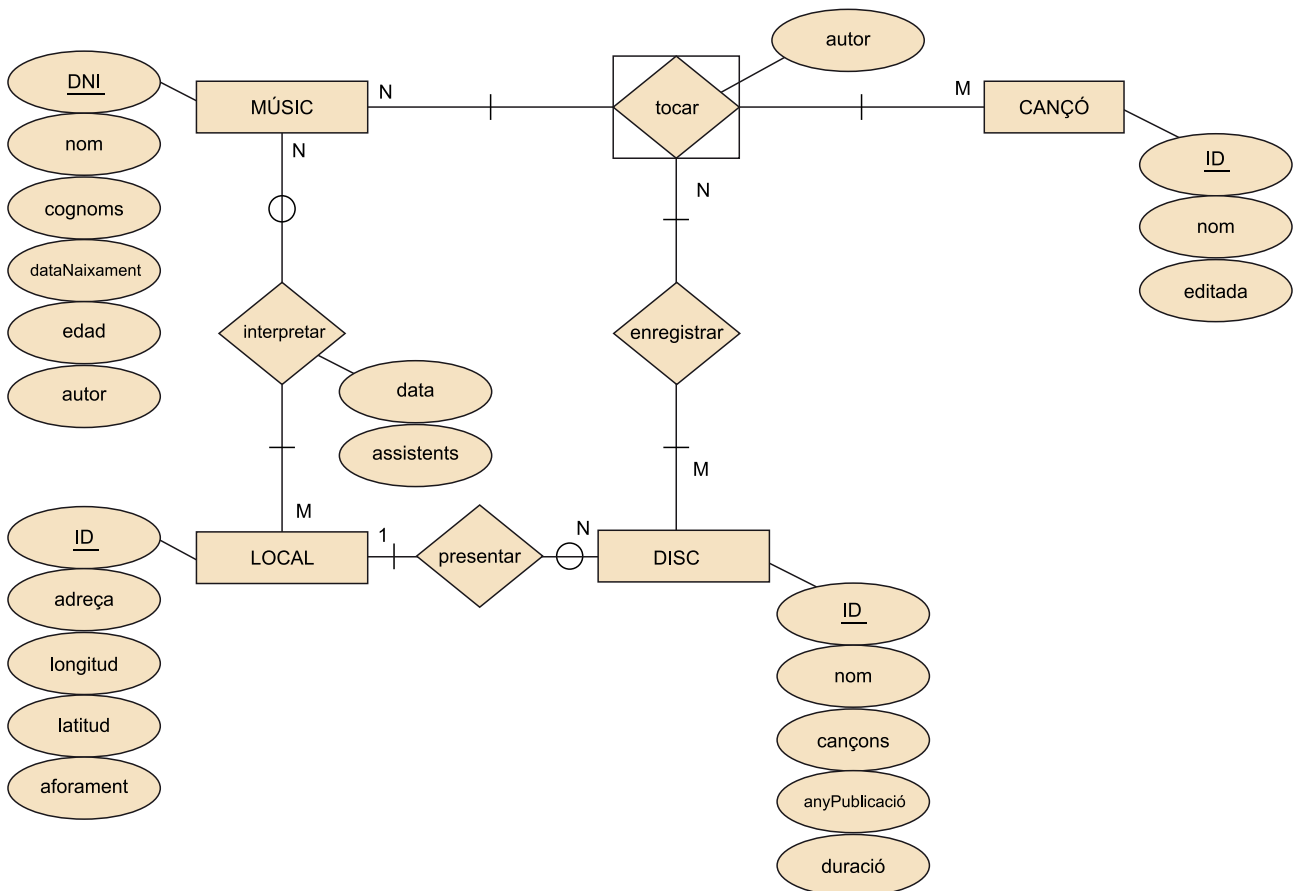 autor
DNI
MÚSIC
N
tocar
M
CANÇÓ
nom
N
ID
N
cognoms
nom
dataNaixament
editada
edad
interpretar
enregistrar
autor
data
assistents
M
M
ID
LOCAL
1
presentar
N
DISC
adreça
ID
longitud
nom
latitud
cançons
aforament
anyPublicació
duració